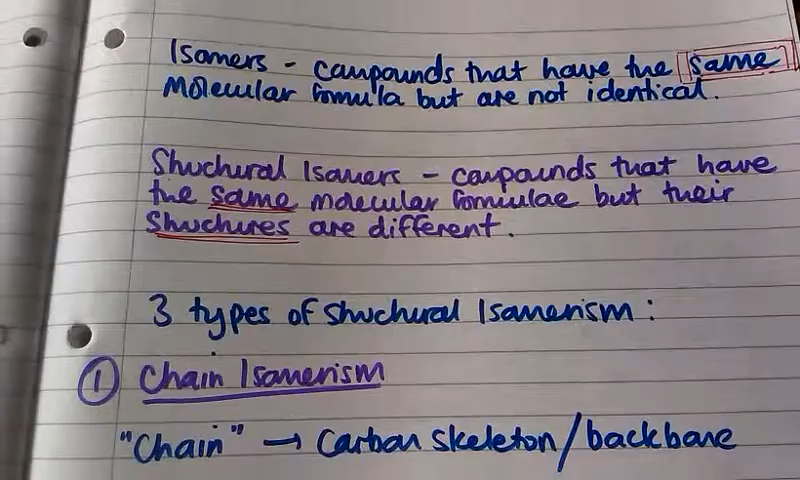 Isomers - compounds that have the same
molecular formula but are not identical.
Structural Isomers - compounds that have
the same molecular formulae but their
structures are different.
3 types of structural Isomerism:
① Chain Isomerism
"Chain" → Carbon skeleton/backbone